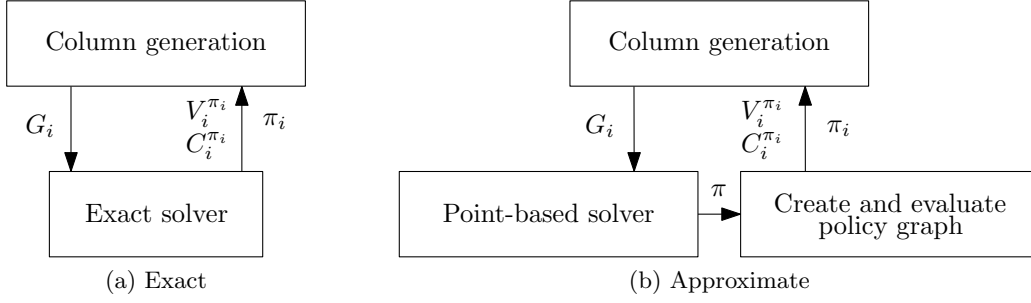 Column generation
G_i
V_i^{π_i}
C_i^{π_i}
π_i
Exact solver
(a) Exact
Column generation
G_i
V_i^{π_i}
C_i^{π_i}
π_i
Point-based solver
π
Create and evaluate
policy graph
(b) Approximate